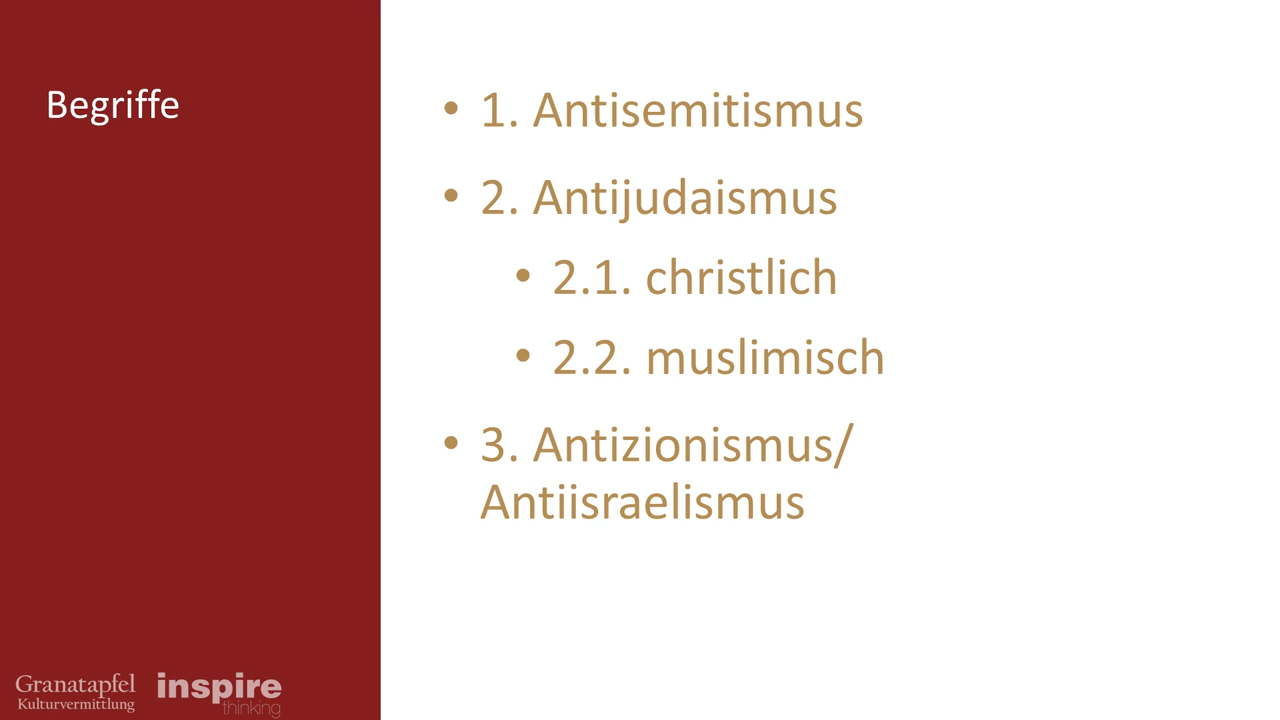 Begriffe
• 1. Antisemitismus
• 2. Antijudaismus
• 2.1. christlich
• 2.2. muslimisch
• 3. Antizionismus/
Antiisraelismus
Granatapfel
Kulturvermittlung
inspire
thinking